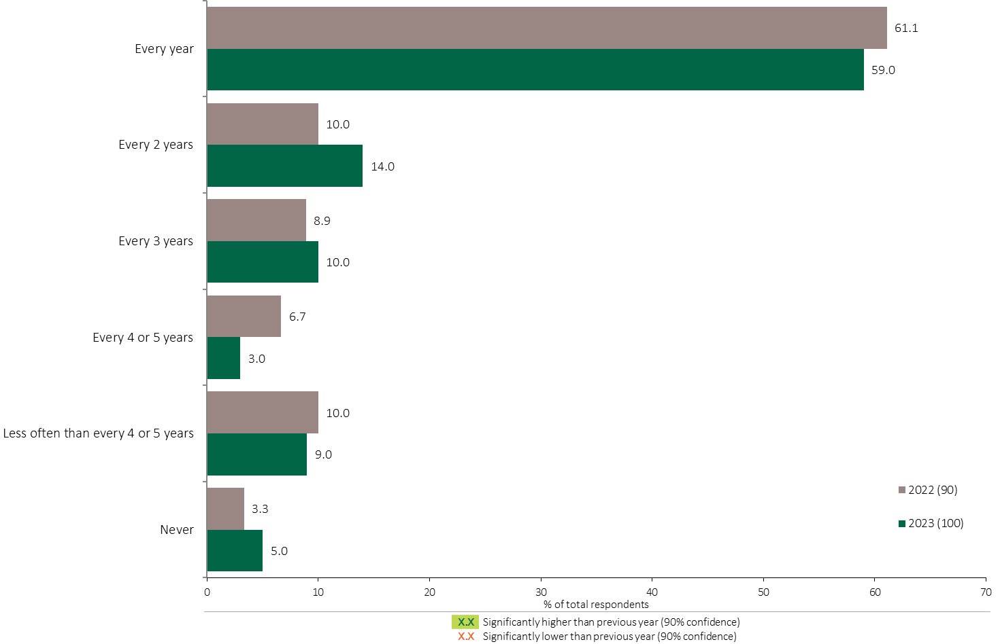 Every year
61.1
59.0
Every 2 years
10.0
14.0
Every 3 years
8.9
10.0
Every 4 or 5 years
6.7
3.0
Less often than every 4 or 5 years
10.0
9.0
Never
3.3
5.0
2022 (90)
2023 (100)
0 10 20 30 40 50 60 70
% of total respondents
X.X Significantly higher than previous year (90% confidence)
X.X Significantly lower than previous year (90% confidence)